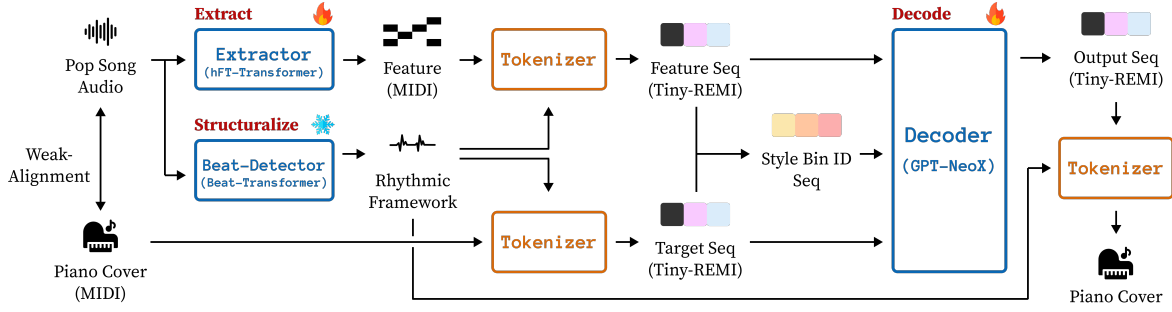 Extract
Pop Song
Audio
Extractor
(hFT-Transformer)
Feature
(MIDI)
Tokenizer
Feature Seq
(Tiny-REMI)
Decode
Output Seq
(Tiny-REMI)
Structuralize
Weak-
Alignment
Beat-Detector
(Beat-Transformer)
Rhythmic
Framework
Style Bin ID
Seq
Decoder
(GPT-NeoX)
Tokenizer
Piano Cover
(MIDI)
Tokenizer
Target Seq
(Tiny-REMI)
Piano Cover